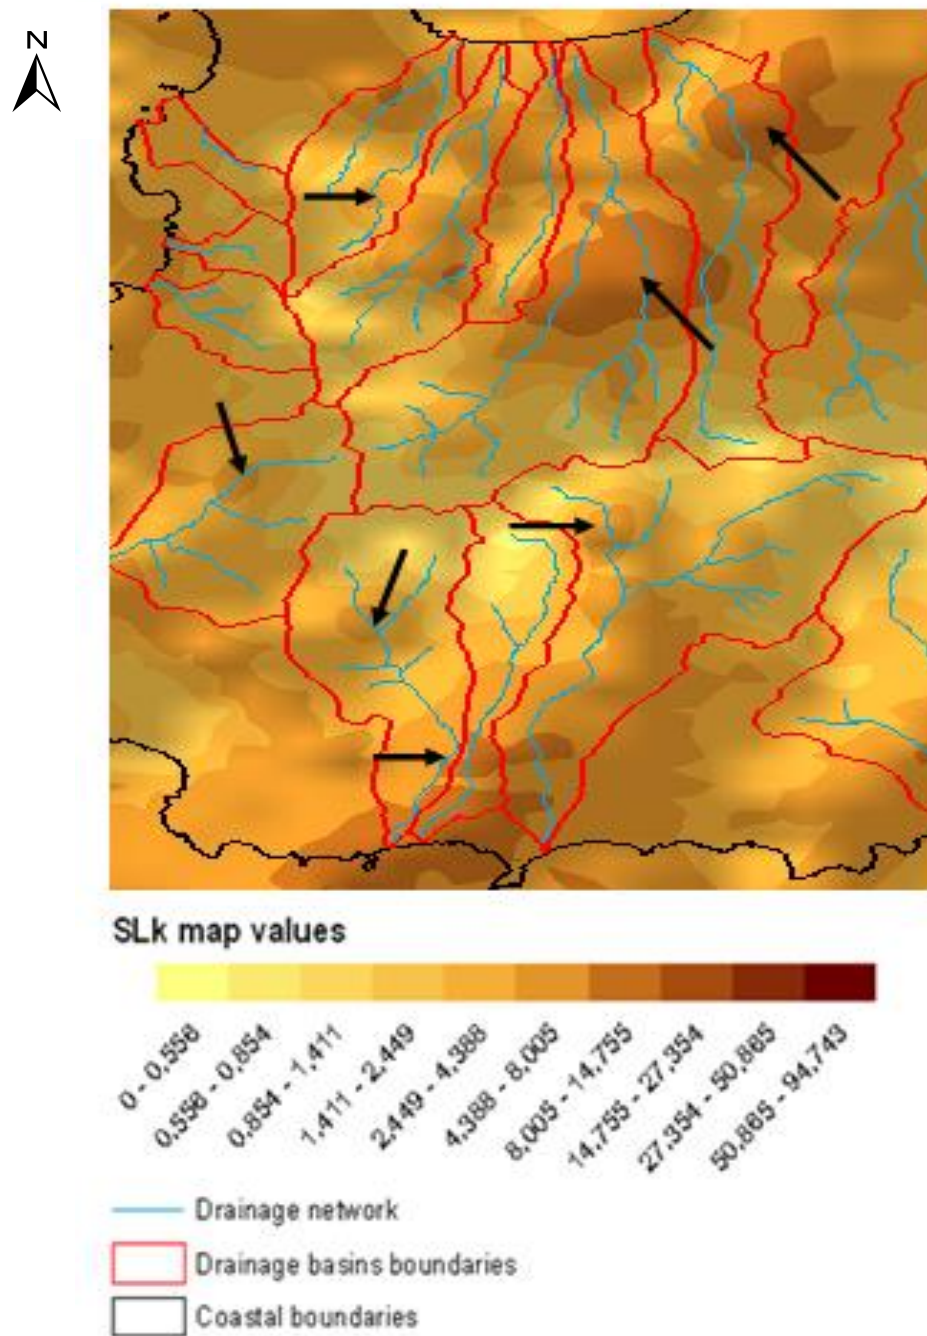 N
SLk map values
0 - 0,556
0,556 - 0,854
0,854 - 1,411
1,411 - 2,449
2,449 - 4,388
4,388 - 8,005
8,005 - 14,755
14,755 - 27,354
27,354 - 50,865
50,865 - 94,743
Drainage network
Drainage basins boundaries
Coastal boundaries